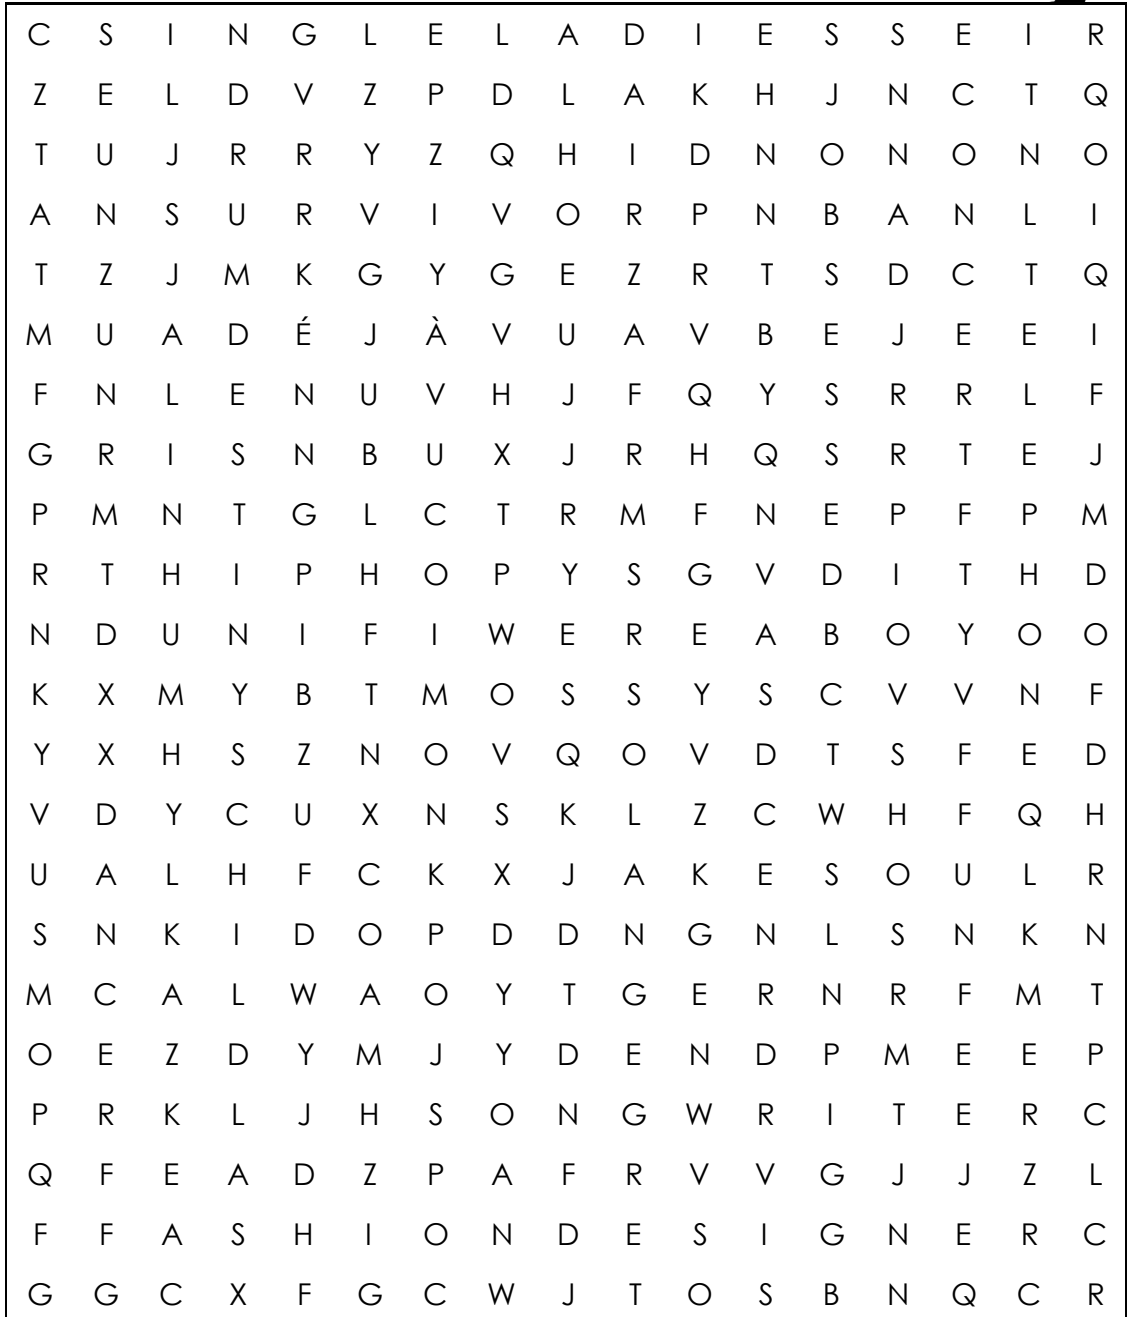 C S I N G L E L A D I E S S E I R
Z E L D V Z P D L A K H J N C T Q
T U J R R Y Z Q H I D N O N O N O
A N S U R V I V O R P N B A N L I
T Z J M K G Y G E Z R T S D C T Q
M U A D É J À V U A V B E J E E I
F N L E N U V H J F Q Y S R R L F
G R I S N B U X J R H Q S R T E J
P M N T G L C T R M F N E P F P M
R T H I P H O P Y S G V D I T H D
N D U N I F I W E R E A B O Y O O
K X M Y B T M O S S Y S C V V N F
Y X H S Z N O V Q O V D T S F E D
V D Y C U X N S K L Z C W H F Q H
U A L H F C K X J A K E S O U L R
S N K I D O P D D N G N L S N K N
M C A L W A O Y T G E R N R F M T
O E Z D Y M J Y D E N D P M E E P
P R K L J H S O N G W R I T E R C
Q F E A D Z P A F R V V G J J Z L
F F A S H I O N D E S I G N E R C
G G C X F G C W J T O S B N Q C R